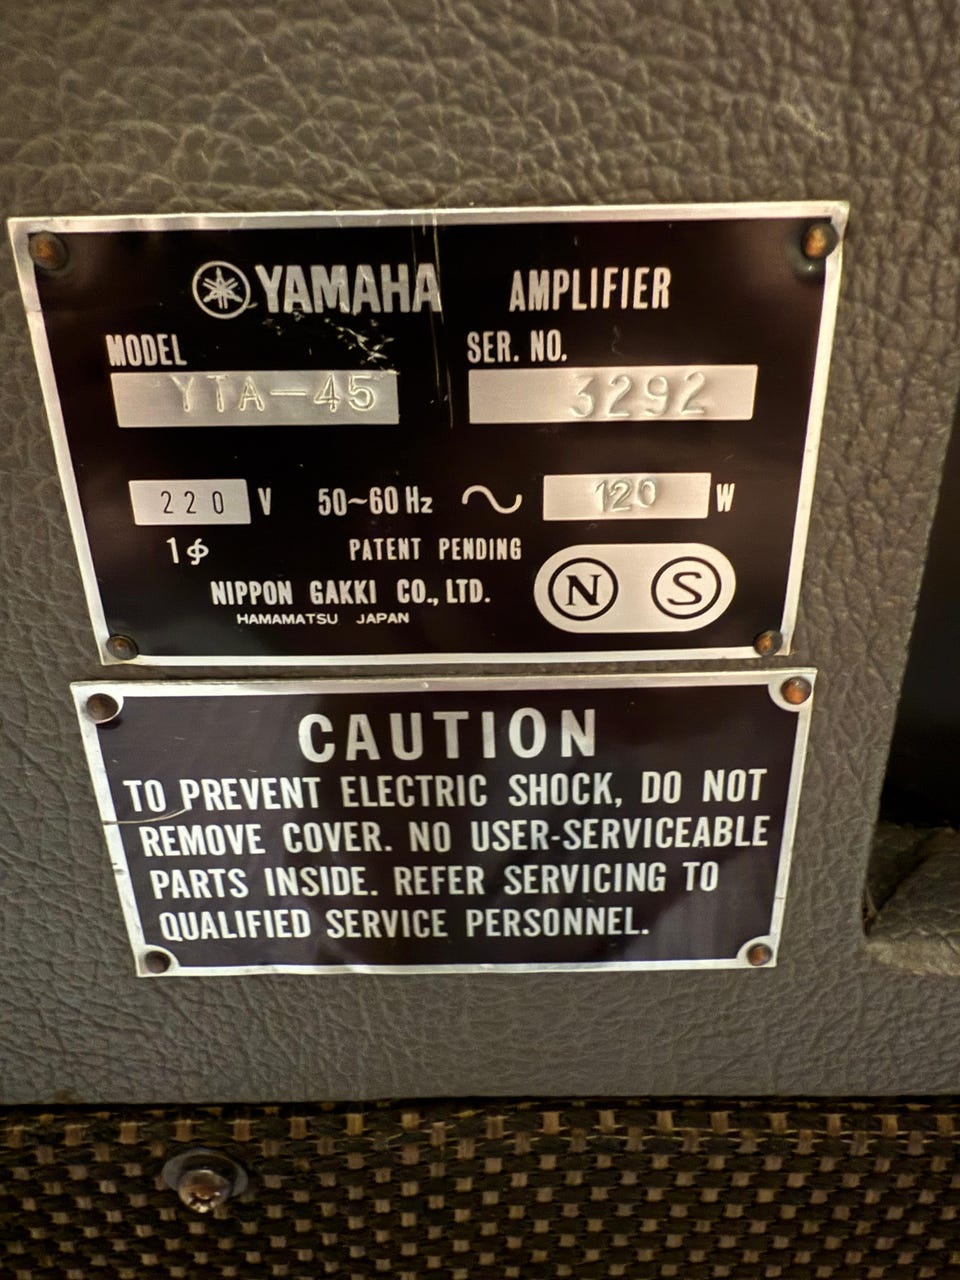 YAMAHA AMPLIFIER
MODEL SER. NO.
YTA-45 3292
220 V 50~60 Hz ~ 120 W
1ϕ PATENT PENDING
NIPPON GAKKI CO., LTD. N S
HAMAMATSU JAPAN
CAUTION
TO PREVENT ELECTRIC SHOCK, DO NOT
REMOVE COVER. NO USER-SERVICEABLE
PARTS INSIDE. REFER SERVICING TO
QUALIFIED SERVICE PERSONNEL.